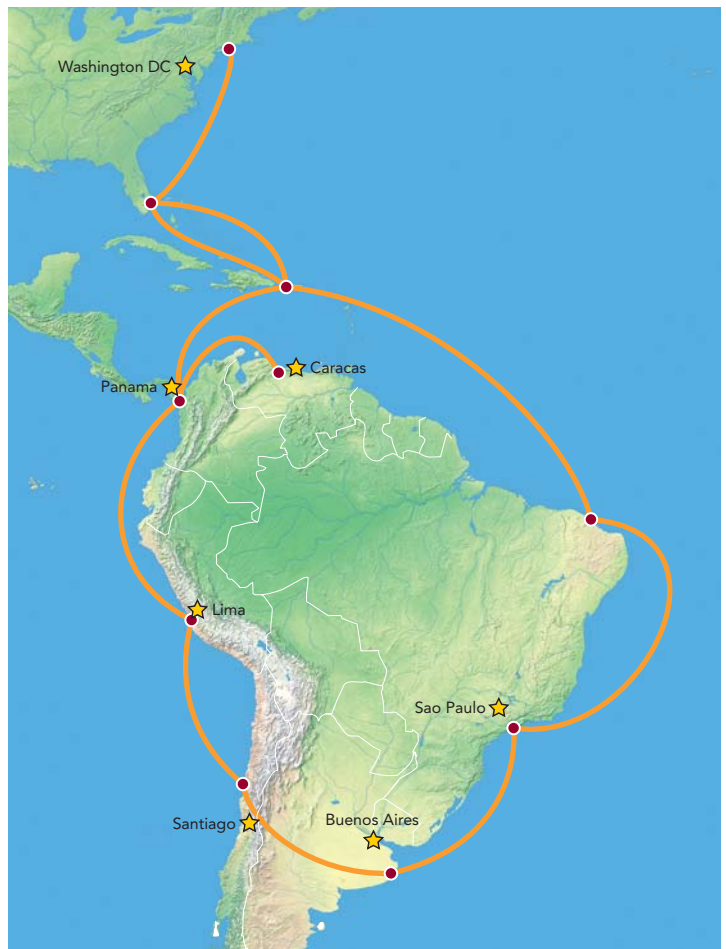 Washington DC
Caracas
Panama
Lima
Sao Paulo
Buenos Aires
Santiago